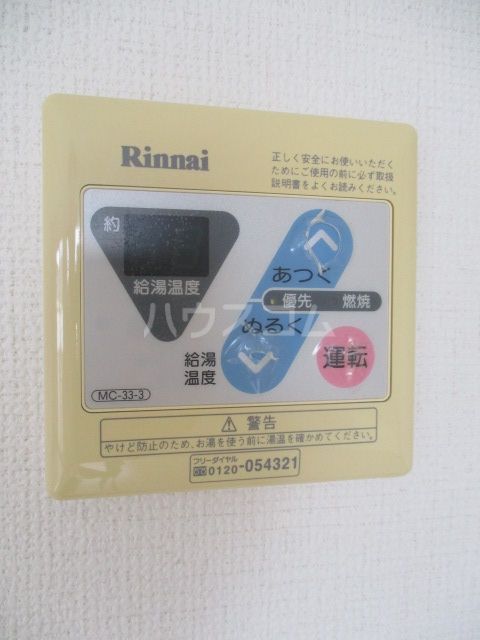 Rinnai
正しく安全にお使いいただく
ためにご使用の前に必ず取扱
説明書をよくお読みください。
約
給湯温度
あつく
優先 燃焼
ハウスコム
ぬるく
給湯
温度
運転
MC-33-3
⚠ 警告
やけど防止のため、お湯を使う前に湯温を確かめてください。
フリーダイヤル
0120-054321